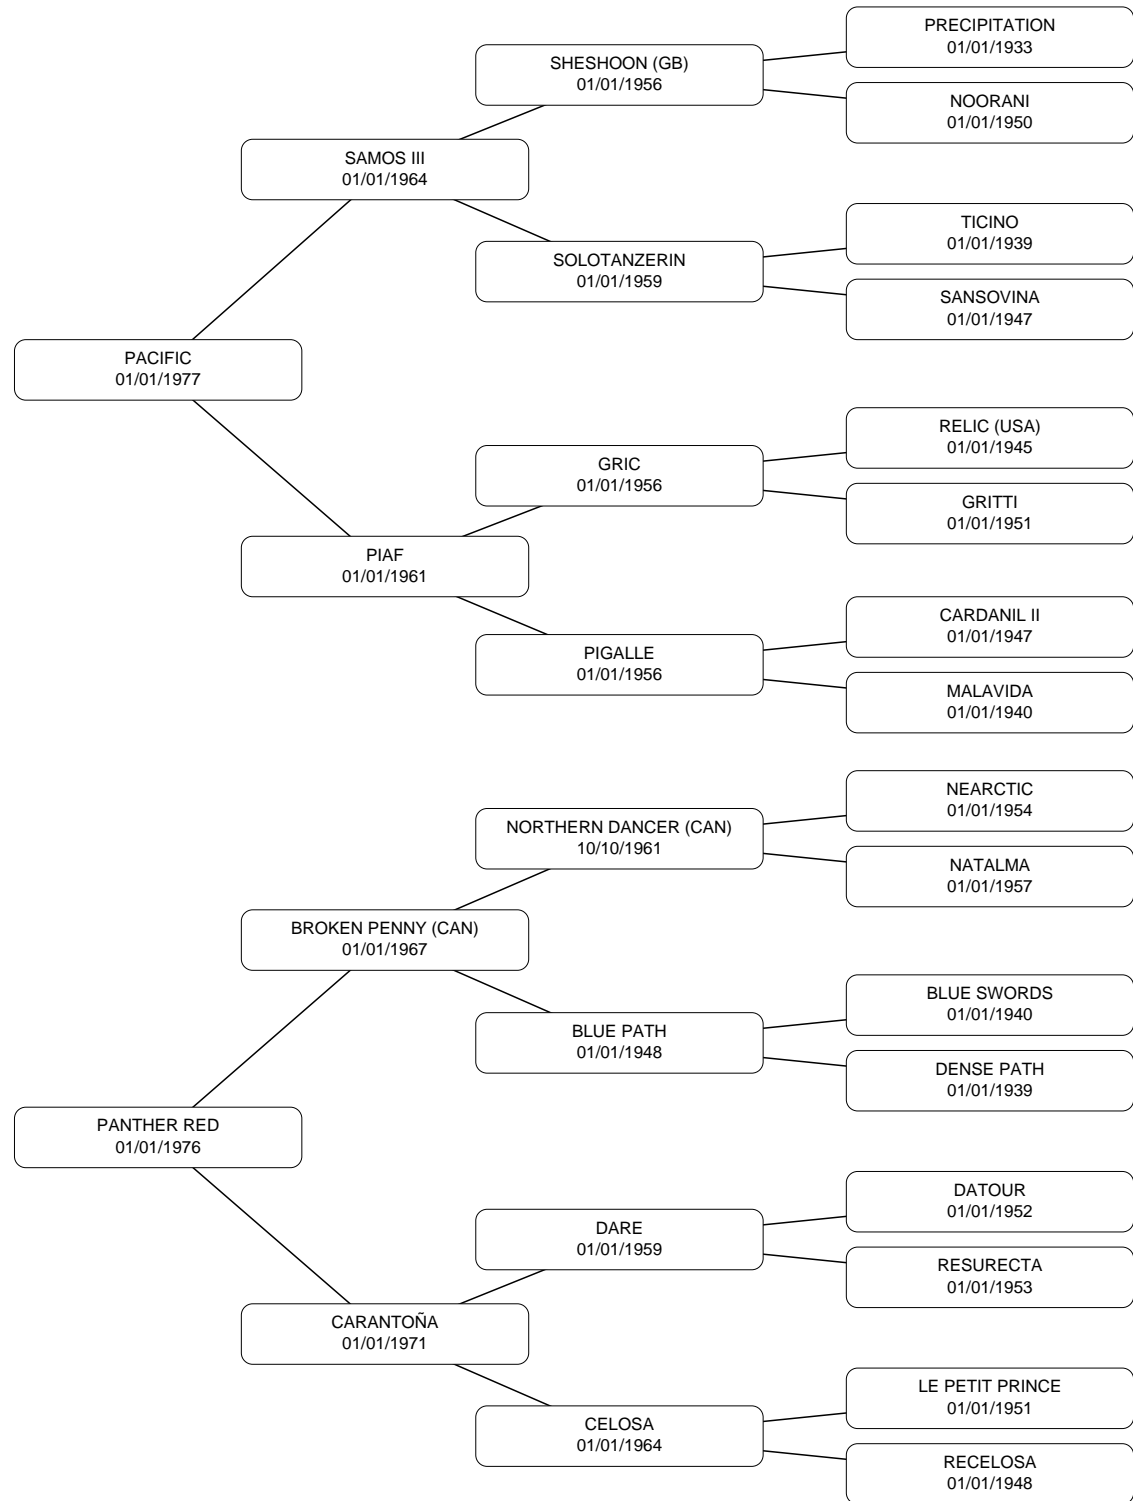 PRECIPITATION
01/01/1933
SHESHOON (GB)
01/01/1956
NOORANI
01/01/1950
SAMOS III
01/01/1964
TICINO
01/01/1939
SOLOTANZERIN
01/01/1959
SANSOVINA
01/01/1947
PACIFIC
01/01/1977
RELIC (USA)
01/01/1945
GRIC
01/01/1956
GRITTI
01/01/1951
PIAF
01/01/1961
CARDANIL II
01/01/1947
PIGALLE
01/01/1956
MALAVIDA
01/01/1940
NEARCTIC
01/01/1954
NORTHERN DANCER (CAN)
10/10/1961
NATALMA
01/01/1957
BROKEN PENNY (CAN)
01/01/1967
BLUE SWORDS
01/01/1940
BLUE PATH
01/01/1948
DENSE PATH
01/01/1939
PANTHER RED
01/01/1976
DATOUR
01/01/1952
DARE
01/01/1959
RESURECTA
01/01/1953
CARANTOÑA
01/01/1971
LE PETIT PRINCE
01/01/1951
CELOSA
01/01/1964
RECELOSA
01/01/1948